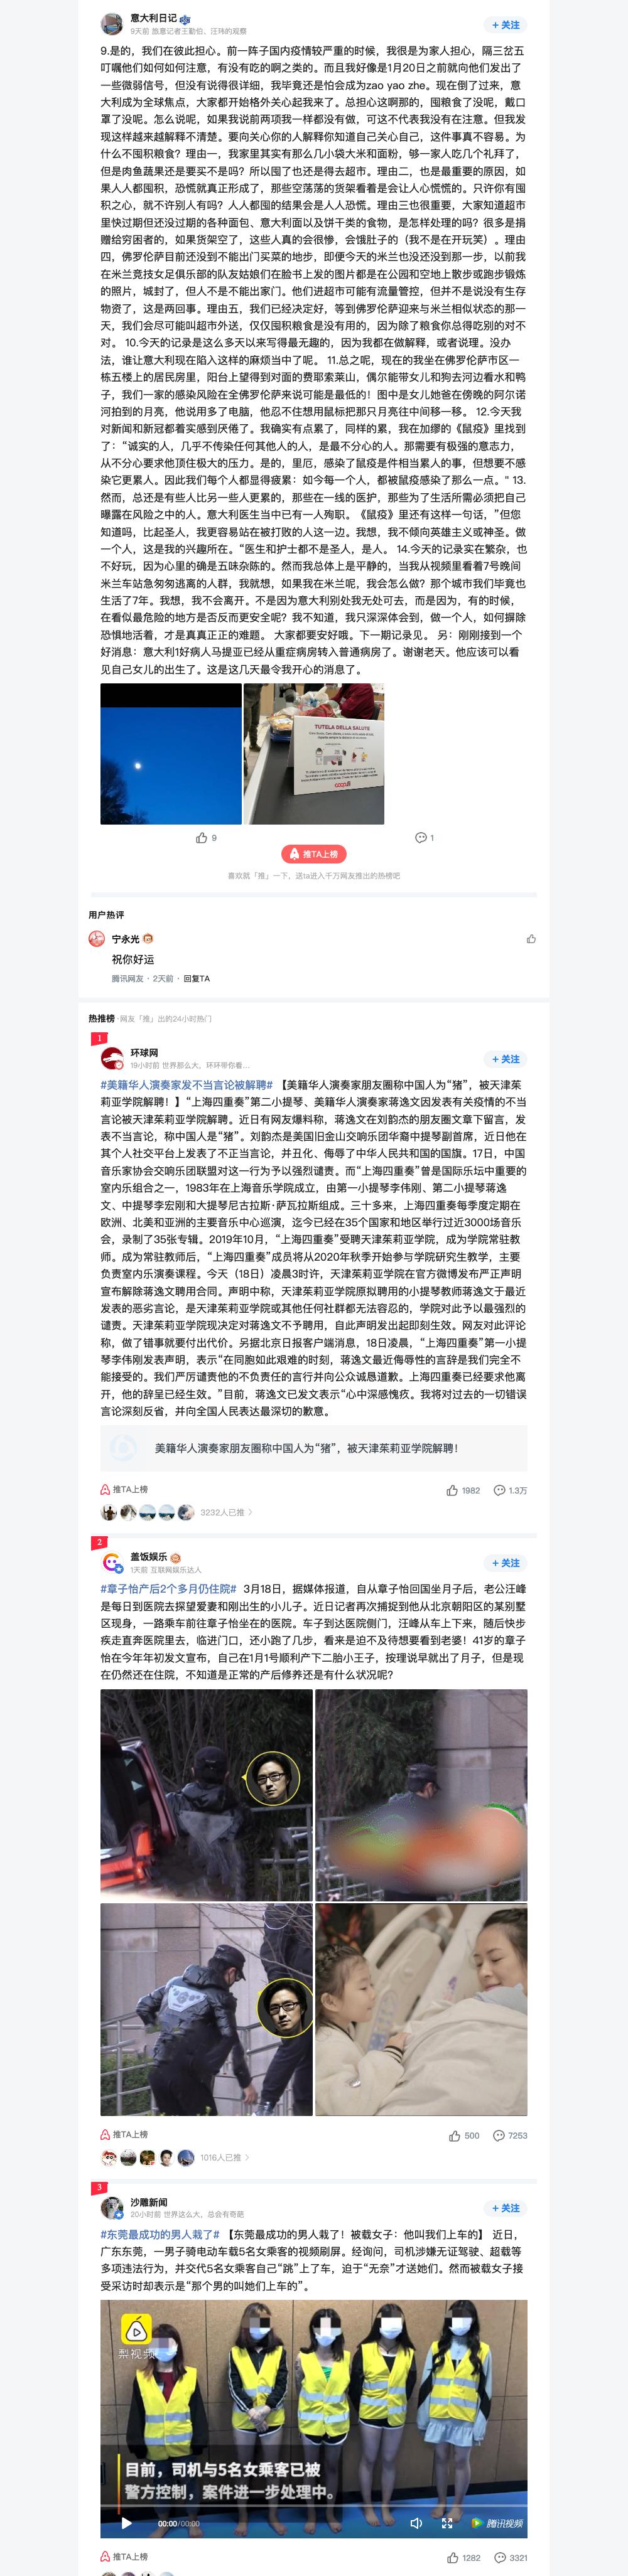 意大利日记
+ 关注
9天前 旅意记者王勤伯、汪玮的观察
9.是的，我们在彼此担心。前一阵子国内疫情较严重的时候，我很是为家人担心，隔三岔五
叮嘱他们如何如何注意，有没有吃的啊之类的。而且我好像是1月20日之前就向他们发出了
一些微弱信号，但没有说得很详细，我毕竟还是怕会成为zao yao zhe。现在倒了过来，意
大利成为全球焦点，大家都开始格外关心起我来了。总担心这啊那的，囤粮食了没呢，戴口
罩了没呢。怎么说呢，如果我说前两项我一样都没有做，可这不代表我没有在注意。但我发
现这样越来越解释不清楚。要向关心你的人解释你知道自己关心自己，这件事真不容易。为
什么不囤积粮食？理由一，我家里其实有那么几小袋大米和面粉，够一家人吃几个礼拜了，
但是肉鱼蔬果还是要买不是吗？所以囤了也还是得去超市。理由二，也是最重要的原因，如
果人人都囤积，恐慌就真正形成了，那些空荡荡的货架看着是会让人心慌慌的。只许你有囤
积之心，就不许别人有吗？人人都囤的结果会是人人恐慌。理由三也很重要，大家知道超市
里快过期但还没过期的各种面包、意大利面以及饼干类的食物，是怎样处理的吗？很多是捐
赠给穷困者的，如果货架空了，这些人真的会很惨，会饿肚子的（我不是在开玩笑）。理由
四，佛罗伦萨目前还没到不能出门买菜的地步，即便今天的米兰也没还没到那一步，以前我
在米兰竞技女足俱乐部的队友姑娘们在脸书上发的图片都是在公园和空地上散步或跑步锻炼
的照片，城封了，但人不是不能出家门。他们进超市可能有流量管控，但并不是说没有生存
物资了，这是两回事。理由五，我们已经决定好，等到佛罗伦萨迎来与米兰相似状态的那一
天，我们会尽可能叫超市外送，仅仅囤积粮食是没有用的，因为除了粮食你总得吃别的对不
对。 10.今天的记录是这么多天以来写得最无趣的，因为我都在做解释，或者说理。没办
法，谁让意大利现在陷入这样的麻烦当中了呢。 11.总之呢，现在的我坐在佛罗伦萨市区一
栋五楼上的居民房里，阳台上望得到对面的费耶索莱山，偶尔能带女儿和狗去河边看水和鸭
子，我们一家的感染风险在全佛罗伦萨来说可能是最低的！图中是女儿她爸在傍晚的阿尔诺
河拍到的月亮，他说用多了电脑，他忍不住想用鼠标把那只月亮往中间移一移。 12.今天我
对新闻和新冠都着实感到厌倦了。我确实有点累了，同样的累，我在加缪的《鼠疫》里找到
了：“诚实的人，几乎不传染任何其他人的人，是最不分心的人。那需要有极强的意志力，
从不分心要求他顶住极大的压力。是的，里厄，感染了鼠疫是件相当累人的事，但想要不感
染它更累人。因此我们每个人都显得疲累：如今每一个人，都被鼠疫感染了那么一点。" 13.
然而，总还是有些人比另一些人更累的，那些在一线的医护，那些为了生活所需必须把自己
曝露在风险之中的人。意大利医生当中已有一人殉职。《鼠疫》里还有这样一句话，”但您
知道吗，比起圣人，我更容易站在被打败的人这一边。我想，我不倾向英雄主义或神圣。做
一个人，这是我的兴趣所在。“医生和护士都不是圣人，是人。 14.今天的记录实在繁杂，也
不好玩，因为心里的确是五味杂陈的。然而我总体上是平静的，当我从视频里看着7号晚间
米兰车站急匆匆逃离的人群，我就想，如果我在米兰呢，我会怎么做？那个城市我们毕竟也
生活了7年。我想，我不会离开。不是因为意大利别处我无处可去，而是因为，有的时候，
在看似最危险的地方是否反而更安全呢？我不知道，我只深深体会到，做一个人，如何摒除
恐惧地活着，才是真真正正的难题。 大家都要安好哦。下一期记录见。 另：刚刚接到一个
好消息：意大利1好病人马提亚已经从重症病房转入普通病房了。谢谢老天。他应该可以看
见自己女儿的出生了。这是这几天最令我开心的消息了。
TUTELA DELLA SALUTE
coop.fi
9
1
推TA上榜
喜欢就「推」一下，送ta进入千万网友推出的热榜吧
用户热评
宁永光
祝你好运
腾讯网友 · 2天前 · 回复TA
热推榜 ·网友「推」出的24小时热门
1
环球网
+ 关注
19小时前 世界那么大，环环带你看...
#美籍华人演奏家发不当言论被解聘# 【美籍华人演奏家朋友圈称中国人为“猪”，被天津茱
莉亚学院解聘！】“上海四重奏”第二小提琴、美籍华人演奏家蒋逸文因发表有关疫情的不当
言论被天津茱莉亚学院解聘。近日有网友爆料称，蒋逸文在刘韵杰的朋友圈文章下留言，发
表不当言论，称中国人是“猪”。刘韵杰是美国旧金山交响乐团华裔中提琴副首席，近日他在
其个人社交平台上发表了不正当言论，并丑化、侮辱了中华人民共和国的国旗。17日，中国
音乐家协会交响乐团联盟对这一行为予以强烈谴责。而“上海四重奏”曾是国际乐坛中重要的
室内乐组合之一，1983年在上海音乐学院成立，由第一小提琴李伟刚、第二小提琴蒋逸
文、中提琴李宏刚和大提琴尼古拉斯·萨瓦拉斯组成。三十多来，上海四重奏每季度定期在
欧洲、北美和亚洲的主要音乐中心巡演，迄今已经在35个国家和地区举行过近3000场音乐
会，录制了35张专辑。2019年10月，“上海四重奏”受聘天津茱莉亚学院，成为学院常驻教
师。成为常驻教师后，“上海四重奏”成员将从2020年秋季开始参与学院研究生教学，主要
负责室内乐演奏课程。今天（18日）凌晨3时许，天津茱莉亚学院在官方微博发布严正声明
宣布解除蒋逸文聘用合同。声明中称，天津茱莉亚学院原拟聘用的小提琴教师蒋逸文于最近
发表的恶劣言论，是天津茱莉亚学院或其他任何社群都无法容忍的，学院对此予以最强烈的
谴责。天津茱莉亚学院现决定对蒋逸文不予聘用，自此声明发出起即刻生效。网友对此评论
称，做了错事就要付出代价。另据北京日报客户端消息，18日凌晨，“上海四重奏”第一小提
琴李伟刚发表声明，表示“在同胞如此艰难的时刻，蒋逸文最近侮辱性的言辞是我们完全不
能接受的。我们严厉谴责他的不负责任的言行并向公众诚恳道歉。上海四重奏已经要求他离
开，他的辞呈已经生效。”目前，蒋逸文已发文表示“心中深感愧疚。我将对过去的一切错误
言论深刻反省，并向全国人民表达最深切的歉意。
美籍华人演奏家朋友圈称中国人为“猪”，被天津茱莉亚学院解聘！
推TA上榜
1982
1.3万
3232人已推
2
盖饭娱乐
+ 关注
1天前 互联网娱乐达人
#章子怡产后2个多月仍住院# 3月18日，据媒体报道，自从章子怡回国坐月子后，老公汪峰
是每日到医院去探望爱妻和刚出生的小儿子。近日记者再次捕捉到他从北京朝阳区的某别墅
区现身，一路乘车前往章子怡坐在的医院。车子到达医院侧门，汪峰从车上下来，随后快步
疾走直奔医院里去，临进门口，还小跑了几步，看来是迫不及待想要看到老婆！41岁的章子
怡在今年年初发文宣布，自己在1月1号顺利产下二胎小王子，按理说早就出了月子，但是现
在仍然还在住院，不知道是正常的产后修养还是有什么状况呢？
推TA上榜
500
7253
1016人已推
3
沙雕新闻
+ 关注
20小时前 世界这么大，总会有奇葩
#东莞最成功的男人栽了# 【东莞最成功的男人栽了！被载女子：他叫我们上车的】 近日，
广东东莞，一男子骑电动车载5名女乘客的视频刷屏。经询问，司机涉嫌无证驾驶、超载等
多项违法行为，并交代5名女乘客自己“跳”上了车，迫于“无奈”才送她们。然而被载女子接
受采访时却表示是“那个男的叫她们上车的”。
梨视频
目前，司机与5名女乘客已被
警方控制，案件进一步处理中。
00:00/00:00
腾讯视频
推TA上榜
1282
3321